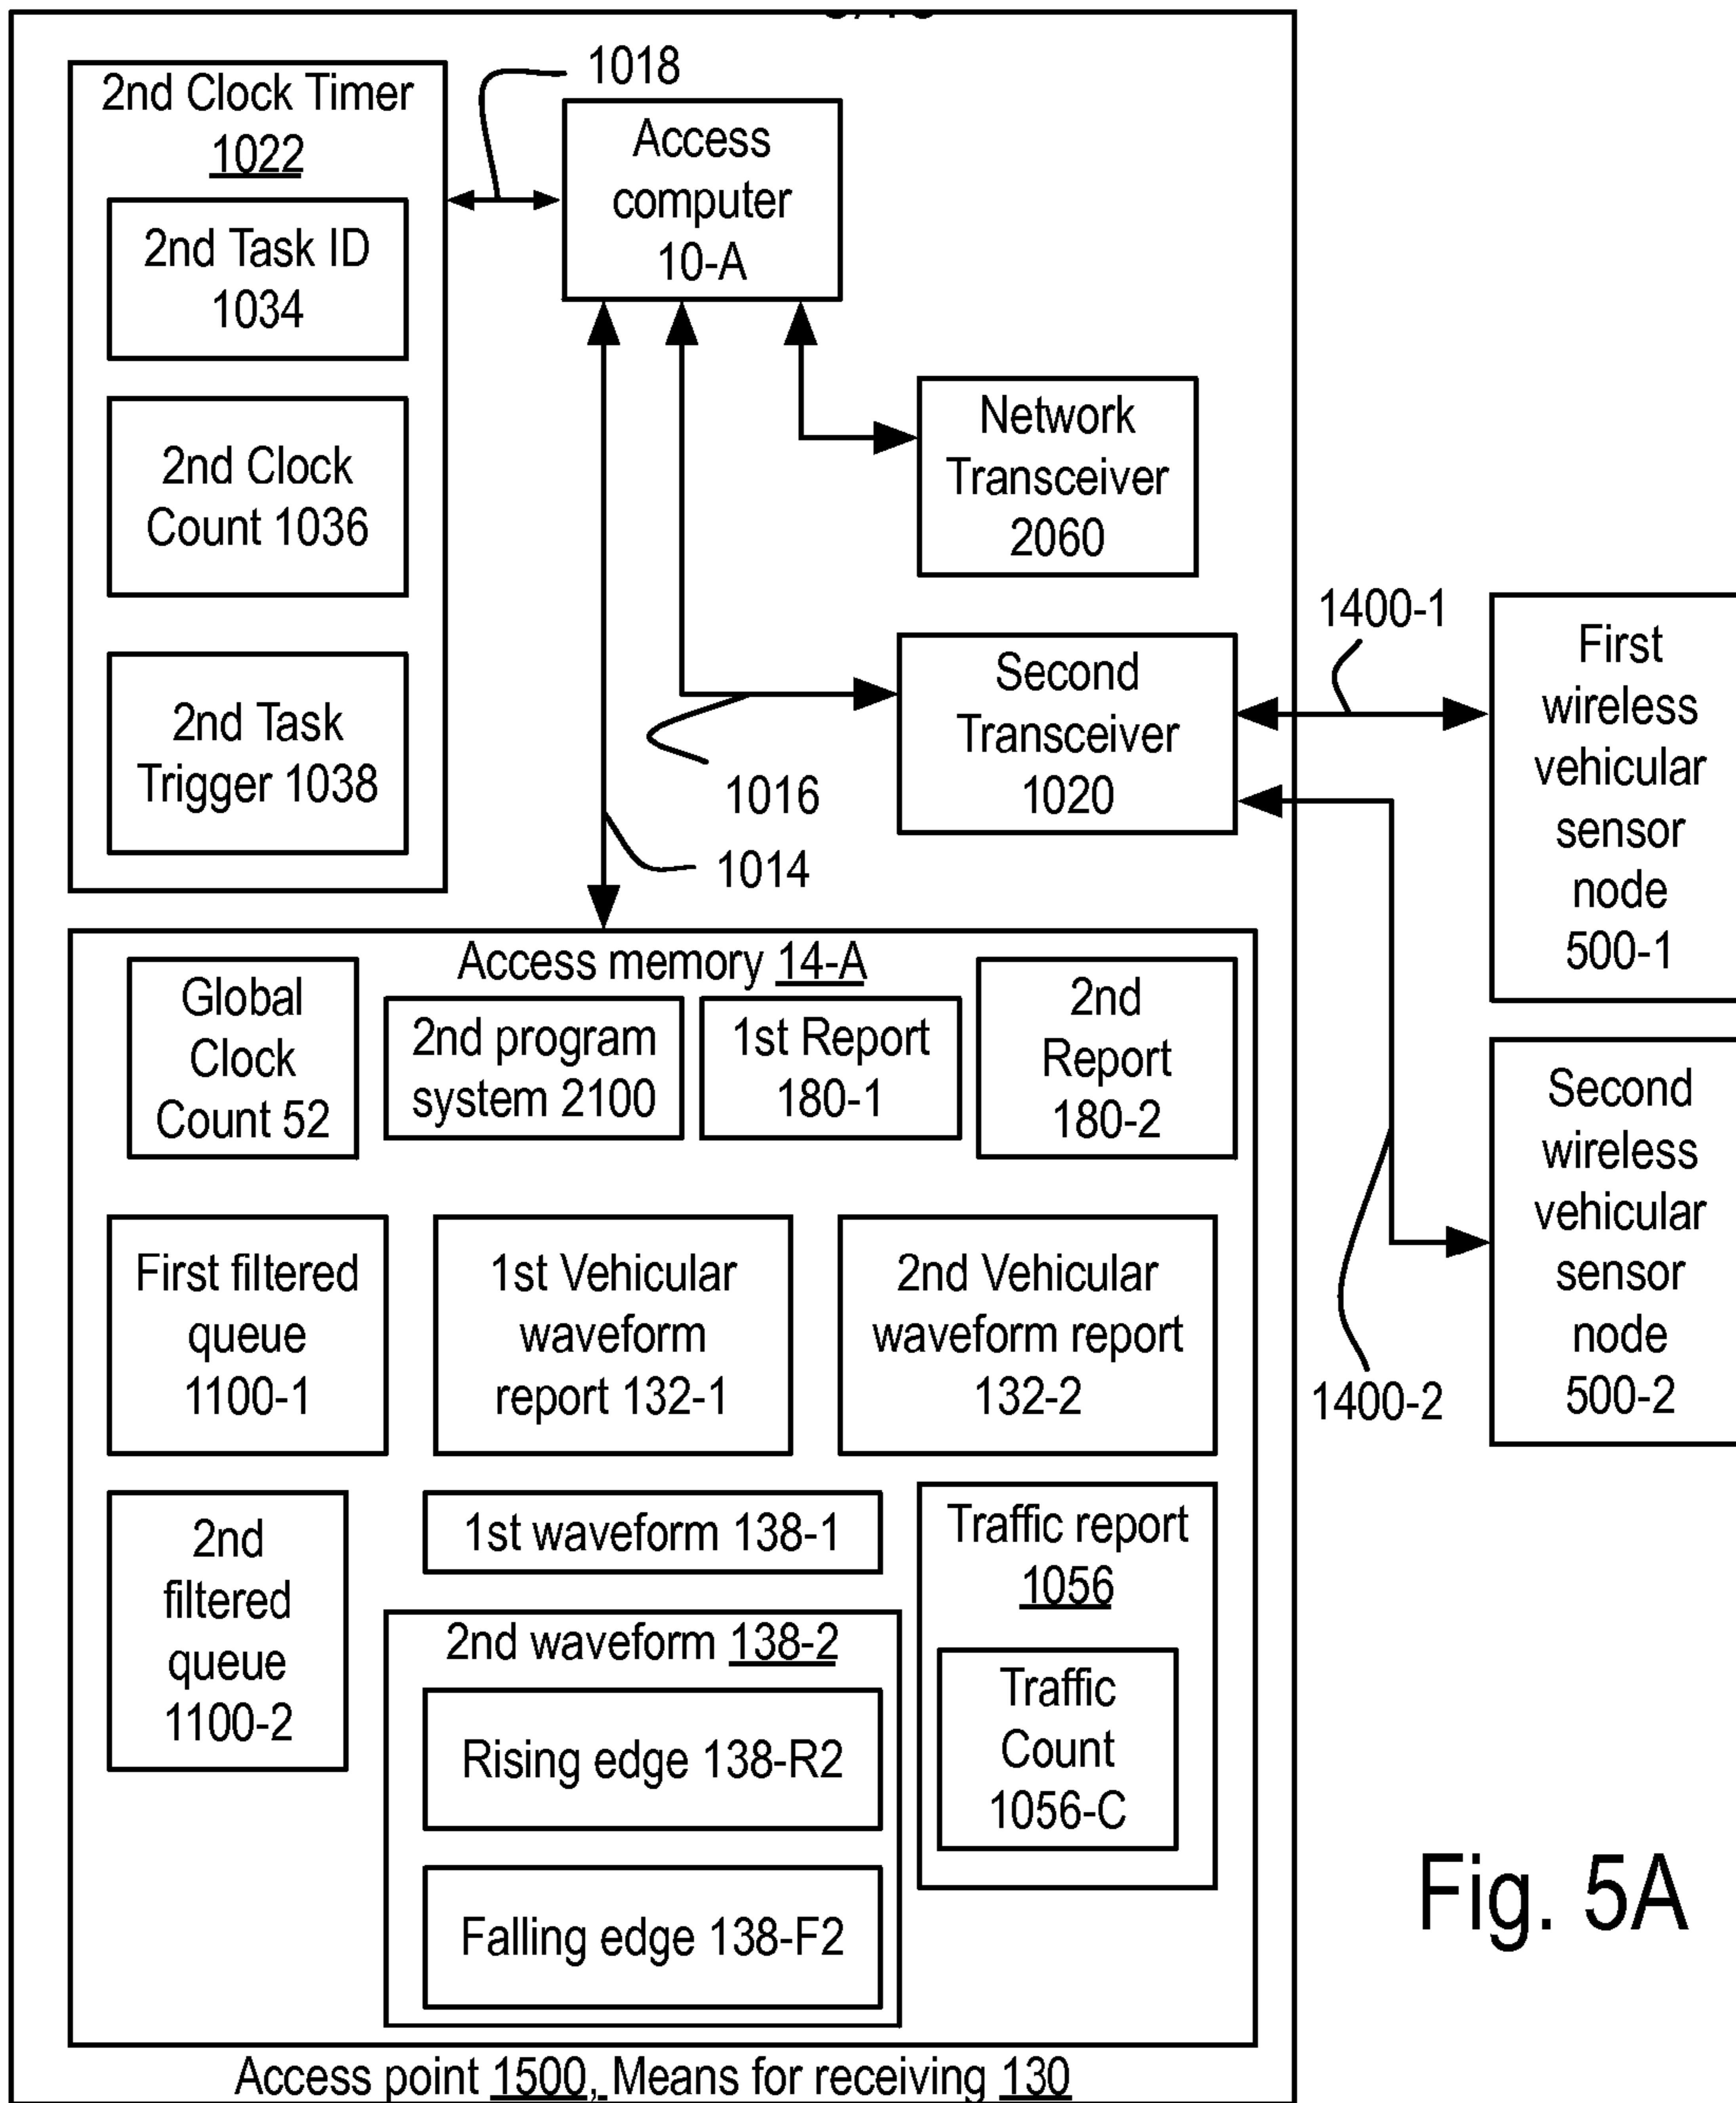 1018
2nd Clock Timer
1022
2nd Task ID
1034
2nd Clock
Count 1036
2nd Task
Trigger 1038
Access
computer
10-A
Network
Transceiver
2060
Second
Transceiver
1020
1016
1014
1400-1
First
wireless
vehicular
sensor
node
500-1
Second
wireless
vehicular
sensor
node
500-2
1400-2
Access memory 14-A
Global
Clock
Count 52
2nd program
system 2100
1st Report
180-1
2nd
Report
180-2
First filtered
queue
1100-1
1st Vehicular
waveform
report 132-1
2nd Vehicular
waveform report
132-2
2nd
filtered
queue
1100-2
1st waveform 138-1
2nd waveform 138-2
Rising edge 138-R2
Falling edge 138-F2
Traffic report
1056
Traffic
Count
1056-C
Access point 1500, Means for receiving 130
Fig. 5A